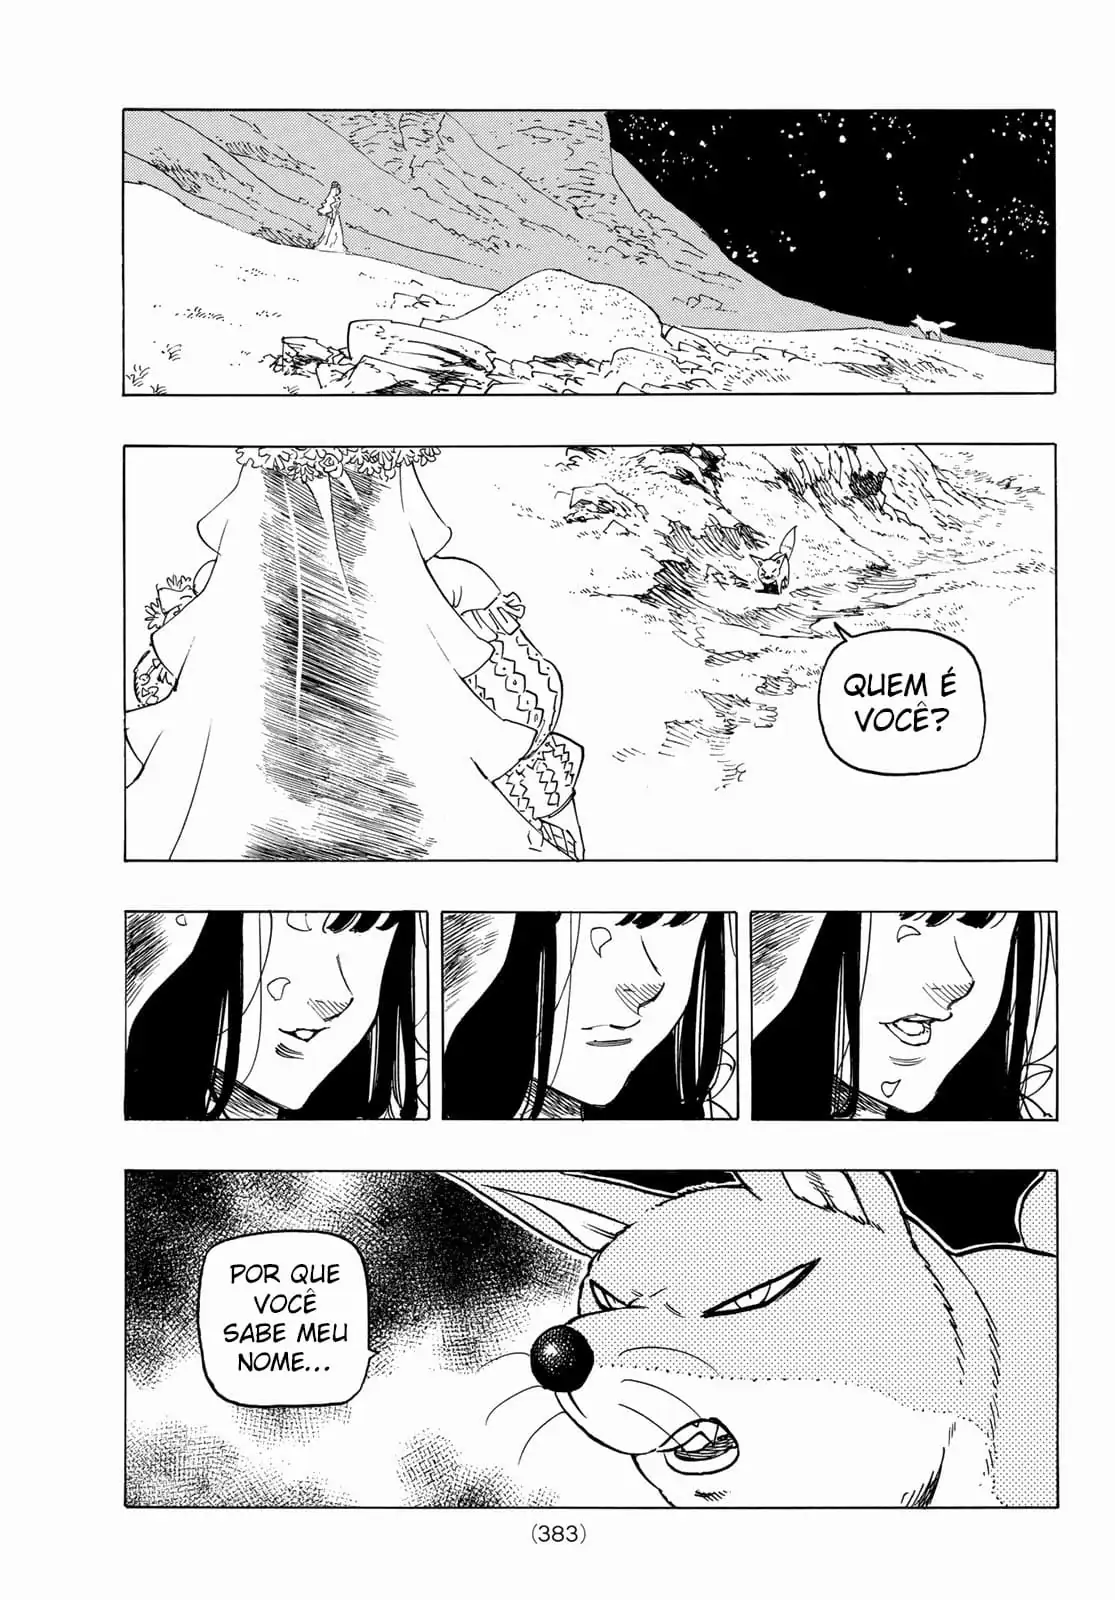 QUEM É
VOCÊ?
POR QUE
VOCÊ
SABE MEU
NOME...
(383)